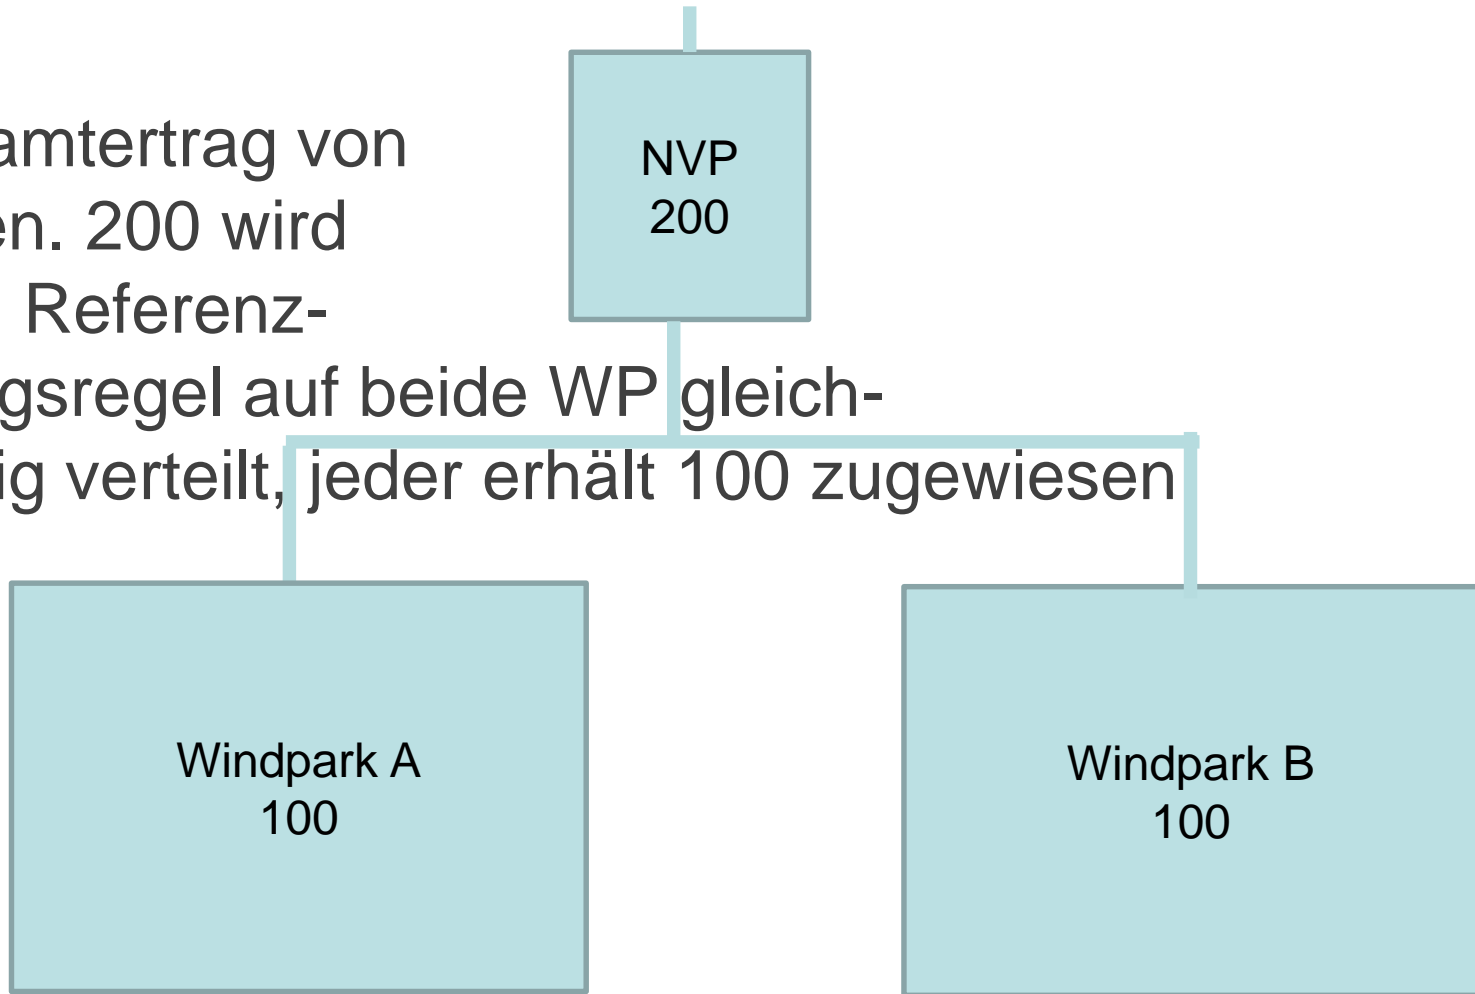 amtertrag von
en. 200 wird
Referenz-
gsregel auf beide WP gleich-
ig verteilt, jeder erhält 100 zugewiesen
NVP
200
Windpark A
100
Windpark B
100